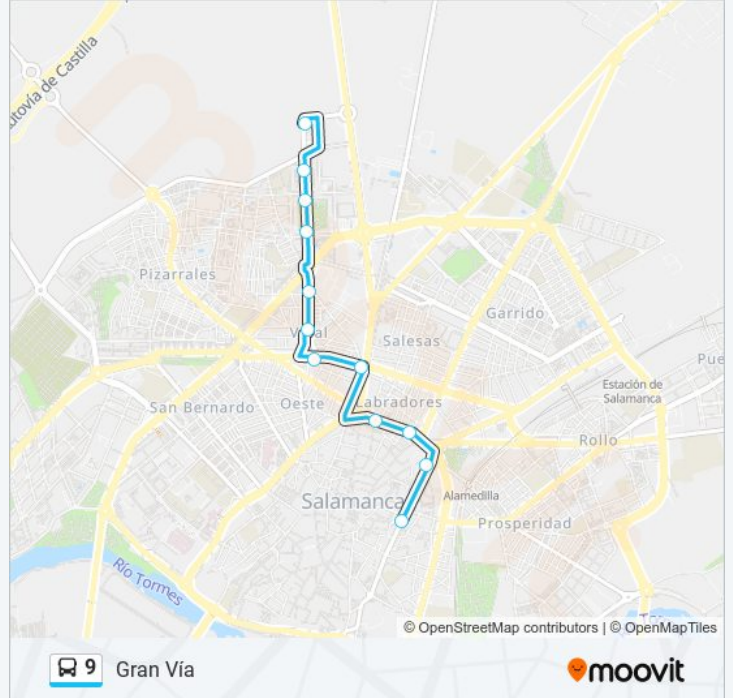 utovía de Castilla
Pizarrales
Garrido
Vidal
Salesas
Pue
Estación de
Salamanca
San Bernardo
Oeste
Labradores
Rollo
Salamanca
Alamedilla
Prosperidad
Río Tormes
© OpenStreetMap contributors | © OpenMapTiles
9 Gran Vía
moovit